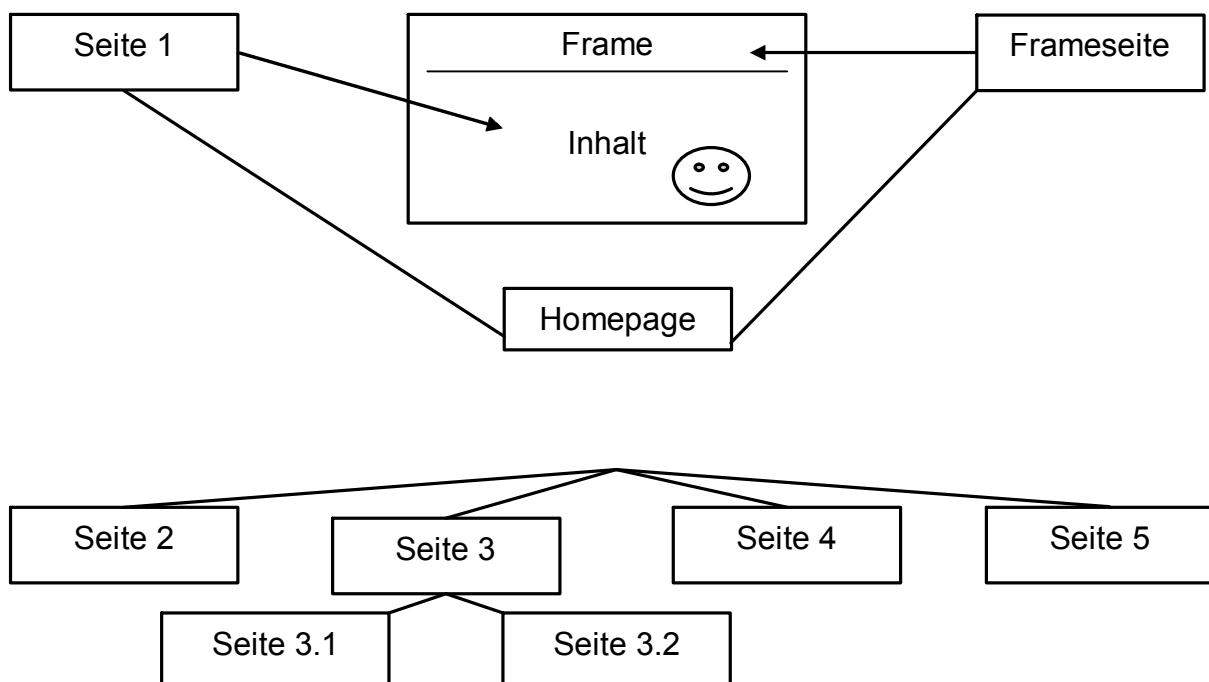 Seite 1
Frame
Frameseite
Inhalt
Homepage
Seite 2
Seite 3
Seite 4
Seite 5
Seite 3.1
Seite 3.2